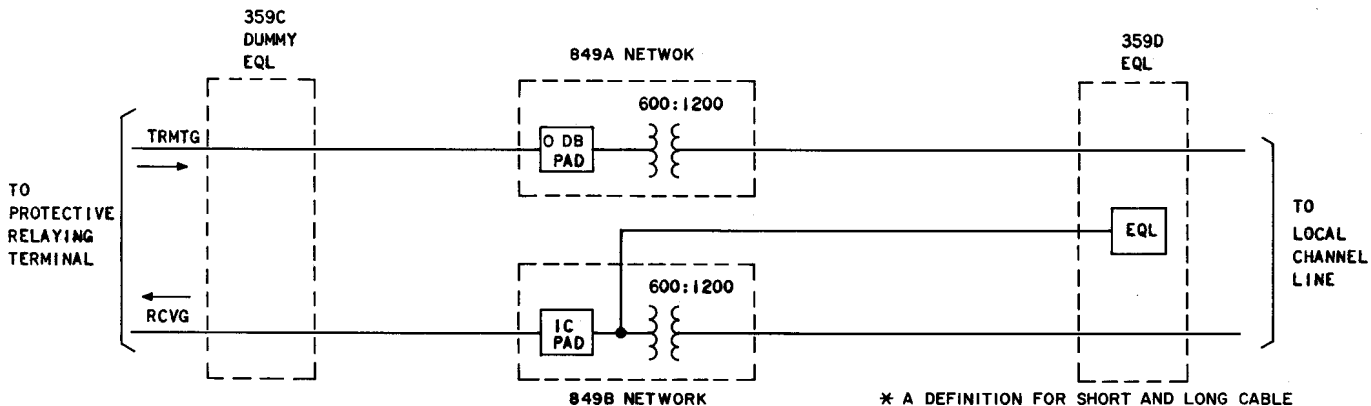 359C
DUMMY
EQL
849A NETWOK
359D
EQL
600:1200
TRMTG
O DB
PAD
TO
PROTECTIVE
RELAYING
TERMINAL
EQL
TO
LOCAL
CHANNEL
LINE
600:1200
RCVG
IC
PAD
849B NETWORK
* A DEFINITION FOR SHORT AND LONG CABLE